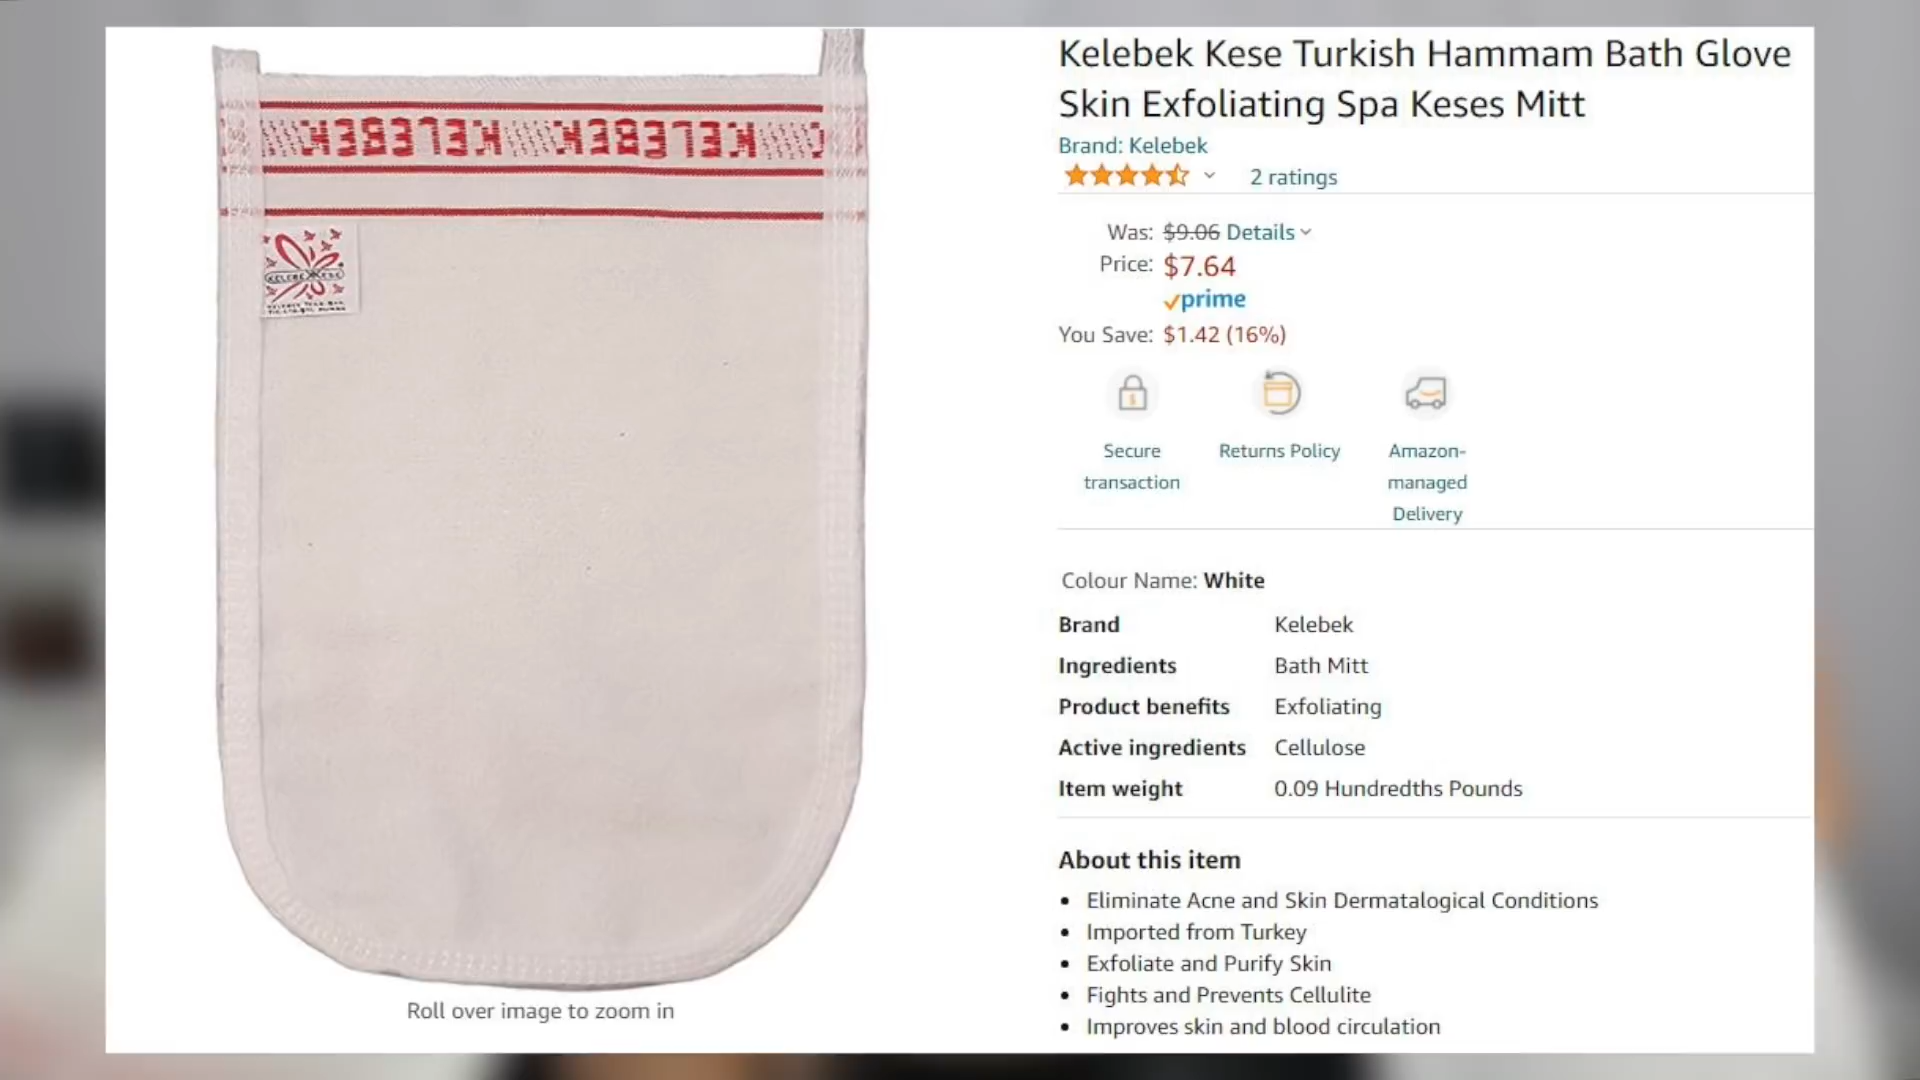 KELEBEK KELEBEK
KELEBEK KESE
Roll over image to zoom in
Kelebek Kese Turkish Hammam Bath Glove
Skin Exfoliating Spa Keses Mitt
Brand: Kelebek
2 ratings
Was: $9.06 Details
Price: $7.64
prime
You Save: $1.42 (16%)
Secure
transaction
Returns Policy
Amazon-
managed
Delivery
Colour Name: White
Brand Kelebek
Ingredients Bath Mitt
Product benefits Exfoliating
Active ingredients Cellulose
Item weight 0.09 Hundredths Pounds
About this item
• Eliminate Acne and Skin Dermatalogical Conditions
• Imported from Turkey
• Exfoliate and Purify Skin
• Fights and Prevents Cellulite
• Improves skin and blood circulation